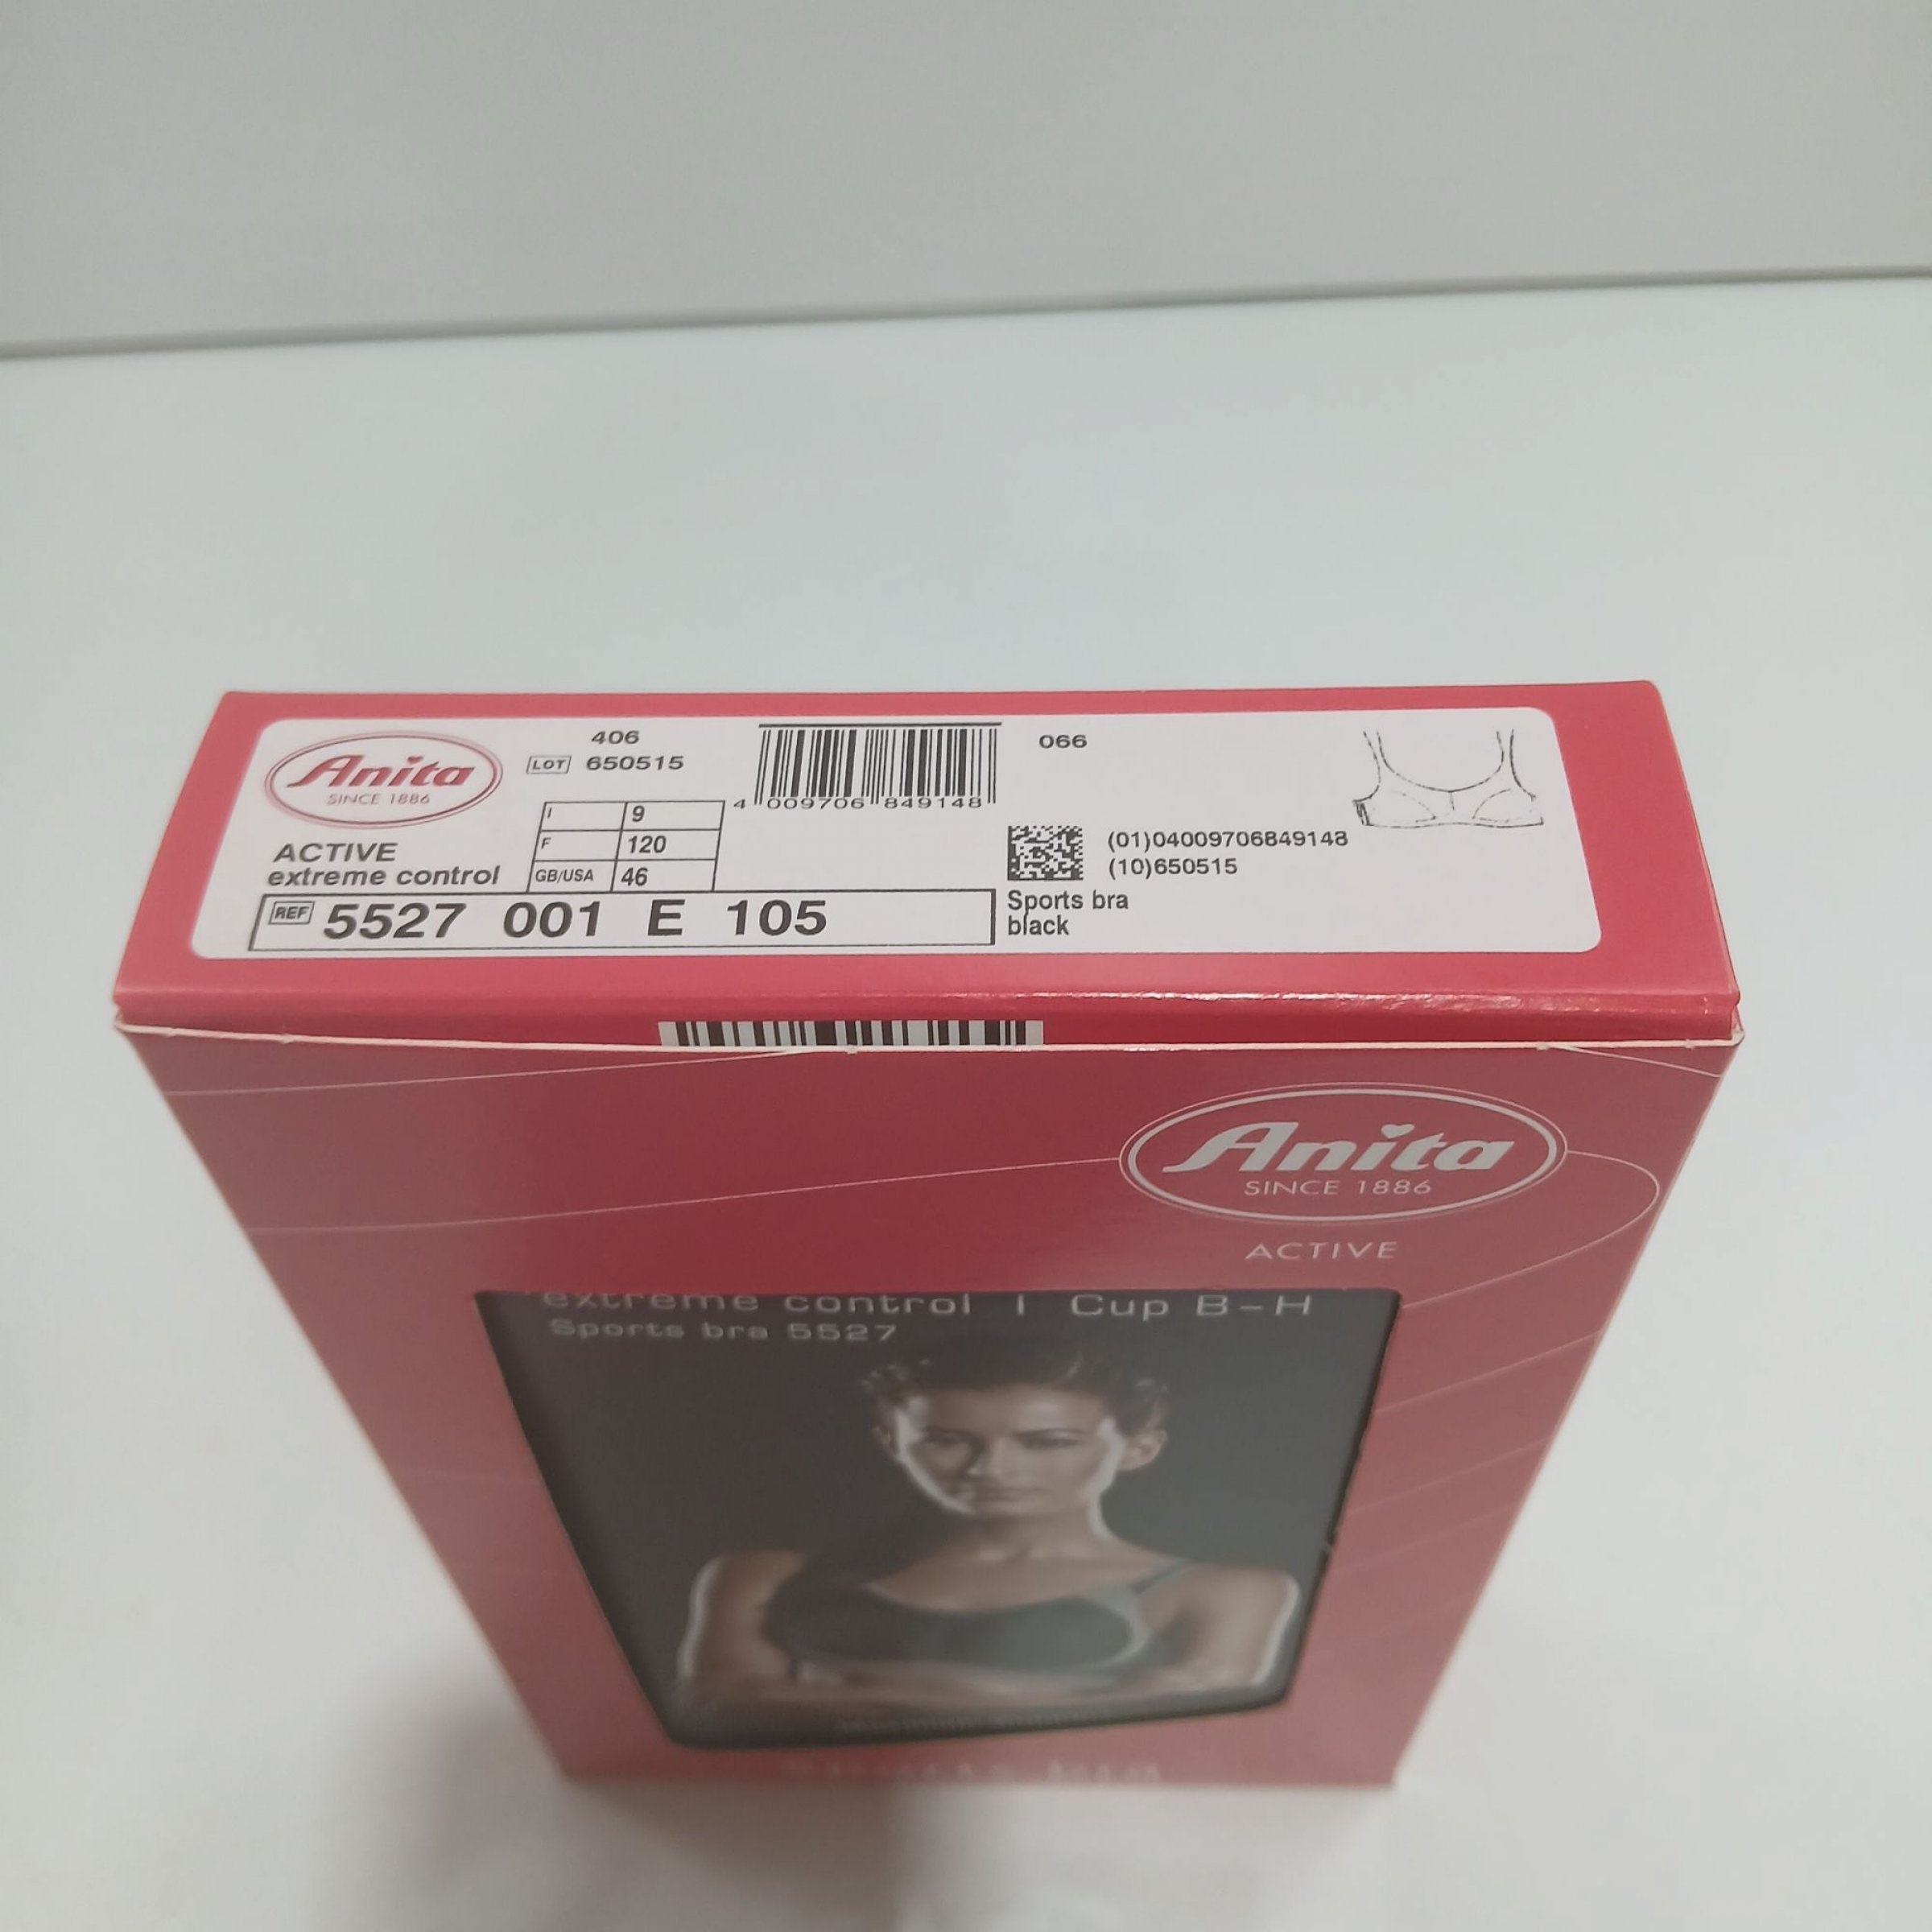 Anita
SINCE 1886
ACTIVE
extreme control
406
LOT 650515
I 9
F 120
GB/USA 46
REF 5527 001 E 105
4 009706 849148
066
(01)04009706849148
(10)650515
Sports bra
black
Anita
SINCE 1886
ACTIVE
extreme control | Cup B-H
Sports bra 5527